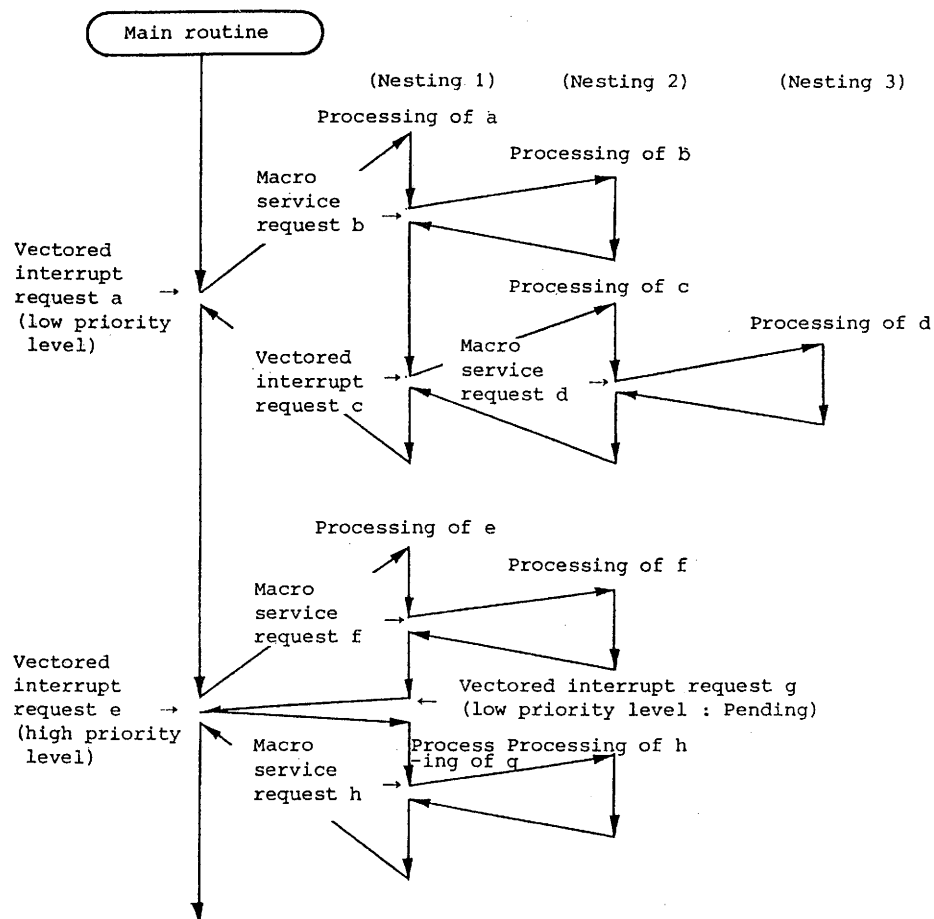 Main routine
(Nesting 1)
(Nesting 2)
(Nesting 3)
Processing of a
Processing of b
Macro
service
request b →
Vectored
interrupt
request a →
(low priority
level)
Processing of c
Processing of d
Vectored
interrupt →
request c
Macro
service →
request d
Processing of e
Processing of f
Macro
service
request f →
Vectored
interrupt
request e →
(high priority
level)
← Vectored interrupt request g
(low priority level : Pending)
Process
-ing of g
Processing of h
Macro
service →
request h